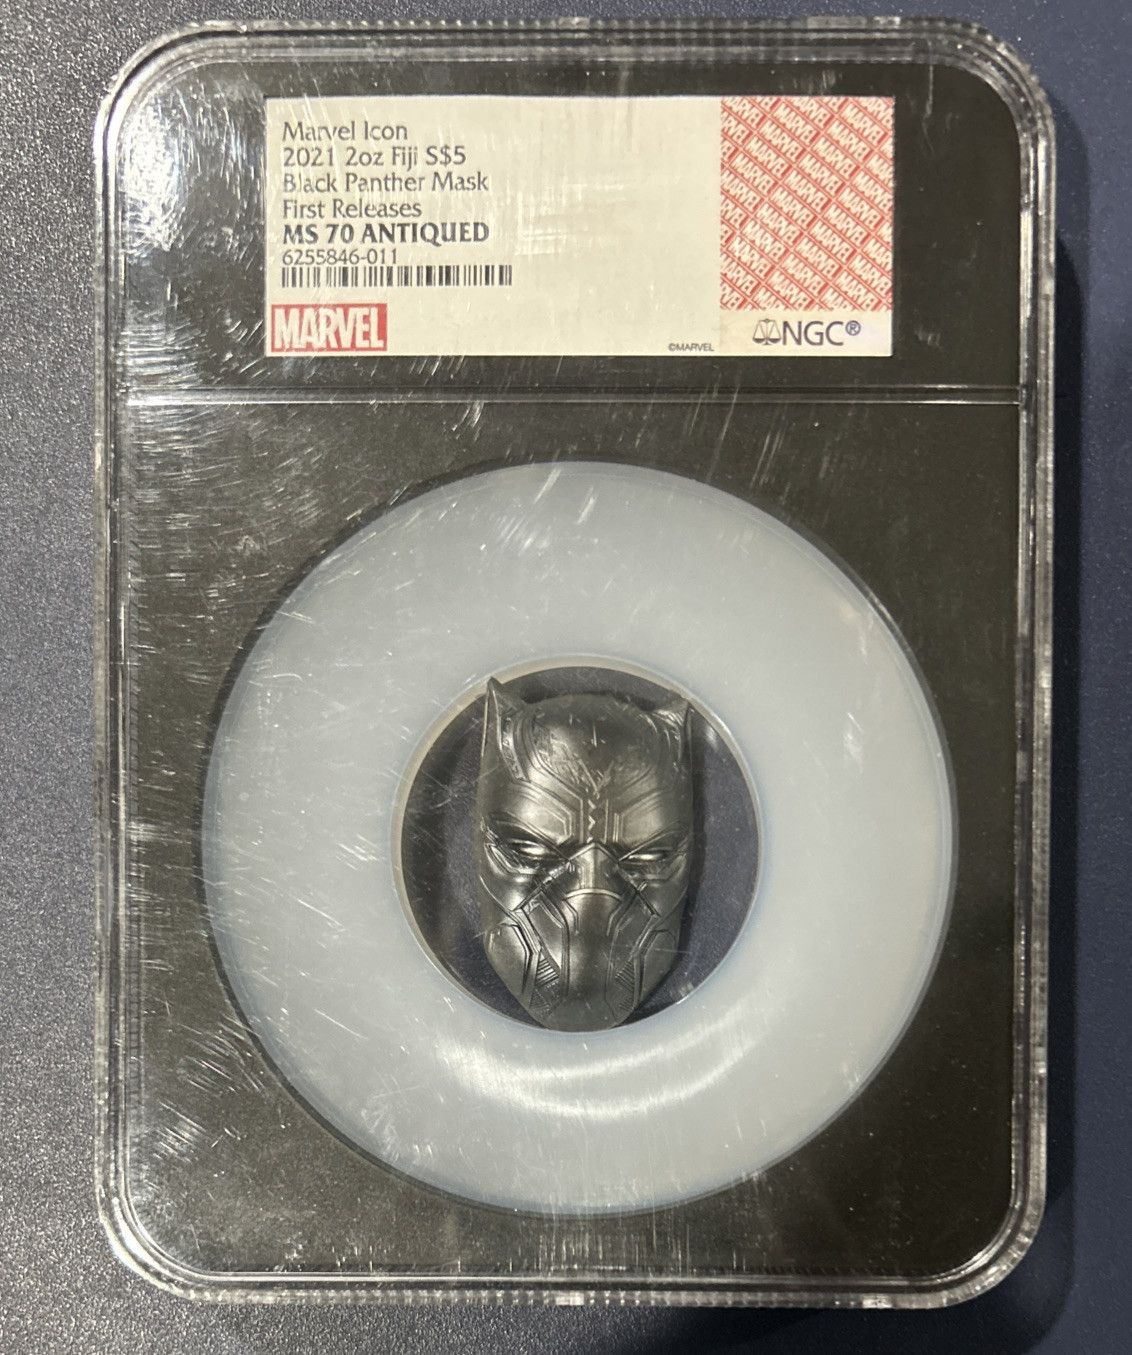 Marvel Icon
2021 2oz Fiji S$5
Black Panther Mask
First Releases
MS 70 ANTIQUED
6255846-011
MARVEL
©MARVEL
NGC®